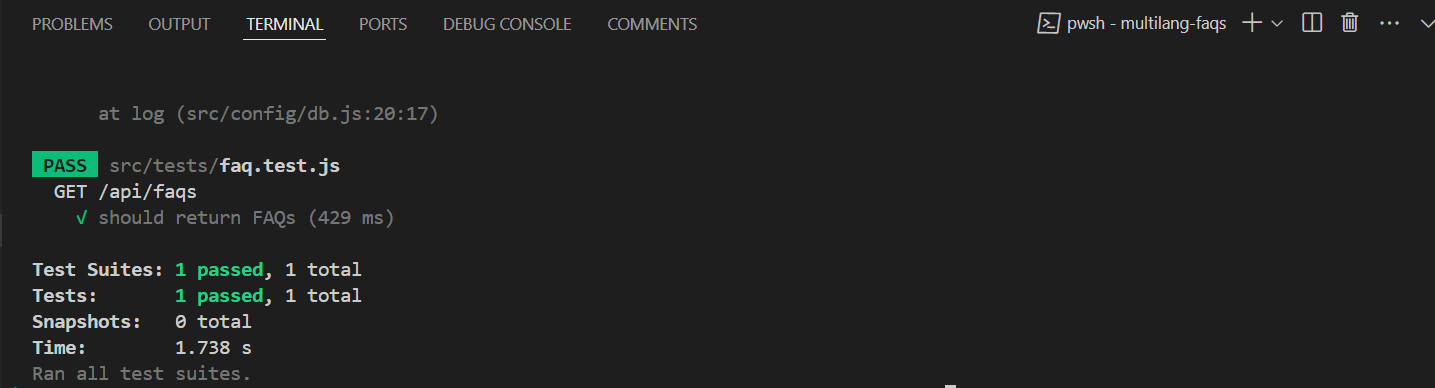 PROBLEMS OUTPUT TERMINAL PORTS DEBUG CONSOLE COMMENTS pwsh - multilang-faqs
at log (src/config/db.js:20:17)
PASS src/tests/faq.test.js
GET /api/faqs
√ should return FAQs (429 ms)
Test Suites: 1 passed, 1 total
Tests: 1 passed, 1 total
Snapshots: 0 total
Time: 1.738 s
Ran all test suites.